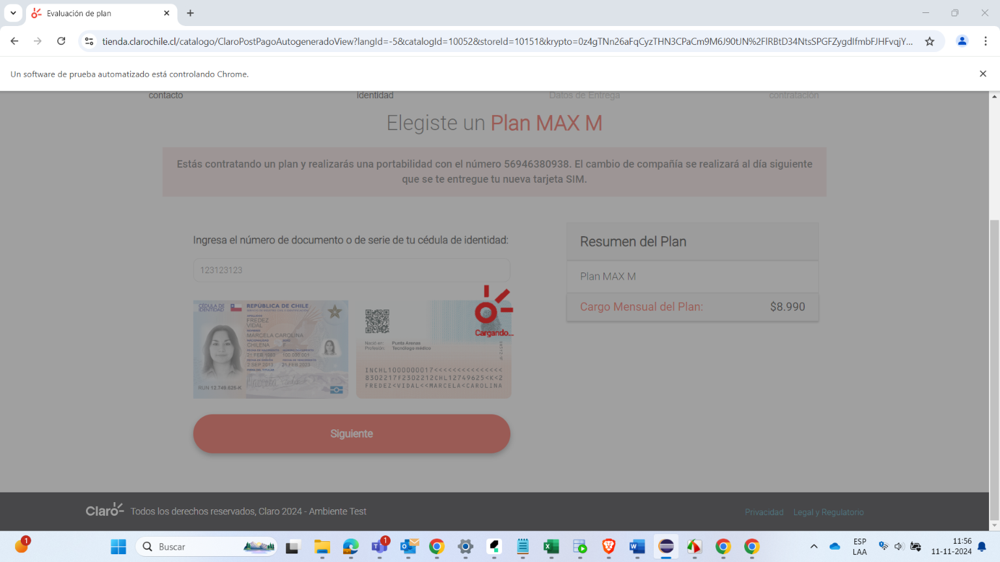 Evaluación de plan
tienda.clarochile.cl/catalogo/ClaroPostPagoAutogeneradoView?langId=-5&catalogId=10052&storeId=10151&krypto=0z4gTNn26aFqCyzTHN3CPaCm9M6J90tJN%2FlRBtD34NtsSPGFZygdIfmbFJHFvqjY...
Un software de prueba automatizado está controlando Chrome.
contacto
identidad
Datos de Entrega
contratación
Elegiste un Plan MAX M
Estás contratando un plan y realizarás una portabilidad con el número 56946380938. El cambio de compañía se realizará al día siguiente
que se te entregue tu nueva tarjeta SIM.
Ingresa el número de documento o de serie de tu cédula de identidad:
123123123
CÉDULA DE
IDENTIDAD
REPÚBLICA DE CHILE
FREDEZ
VIDAL
MARCELA CAROLINA
CHILENA
F
21 FEB 1983
100.000.001
2 SEP 2013
21 FEB 2023
RUN 12.749.625-K
Cargando...
Nació en: Punta Arenas
Profesión: Tecnólogo médico
INCHL1000000017<<<<<<<<<<<<<<<
8302217F2302212CHL12749625<K<2
FREDEZ<VIDAL<<MARCELA<CAROLINA
Siguiente
Resumen del Plan
Plan MAX M
Cargo Mensual del Plan: $8.990
Claro
Todos los derechos reservados, Claro 2024 - Ambiente Test
Privacidad
Legal y Regulatorio
1
Buscar
1
ESP
LAA
11:56
11-11-2024